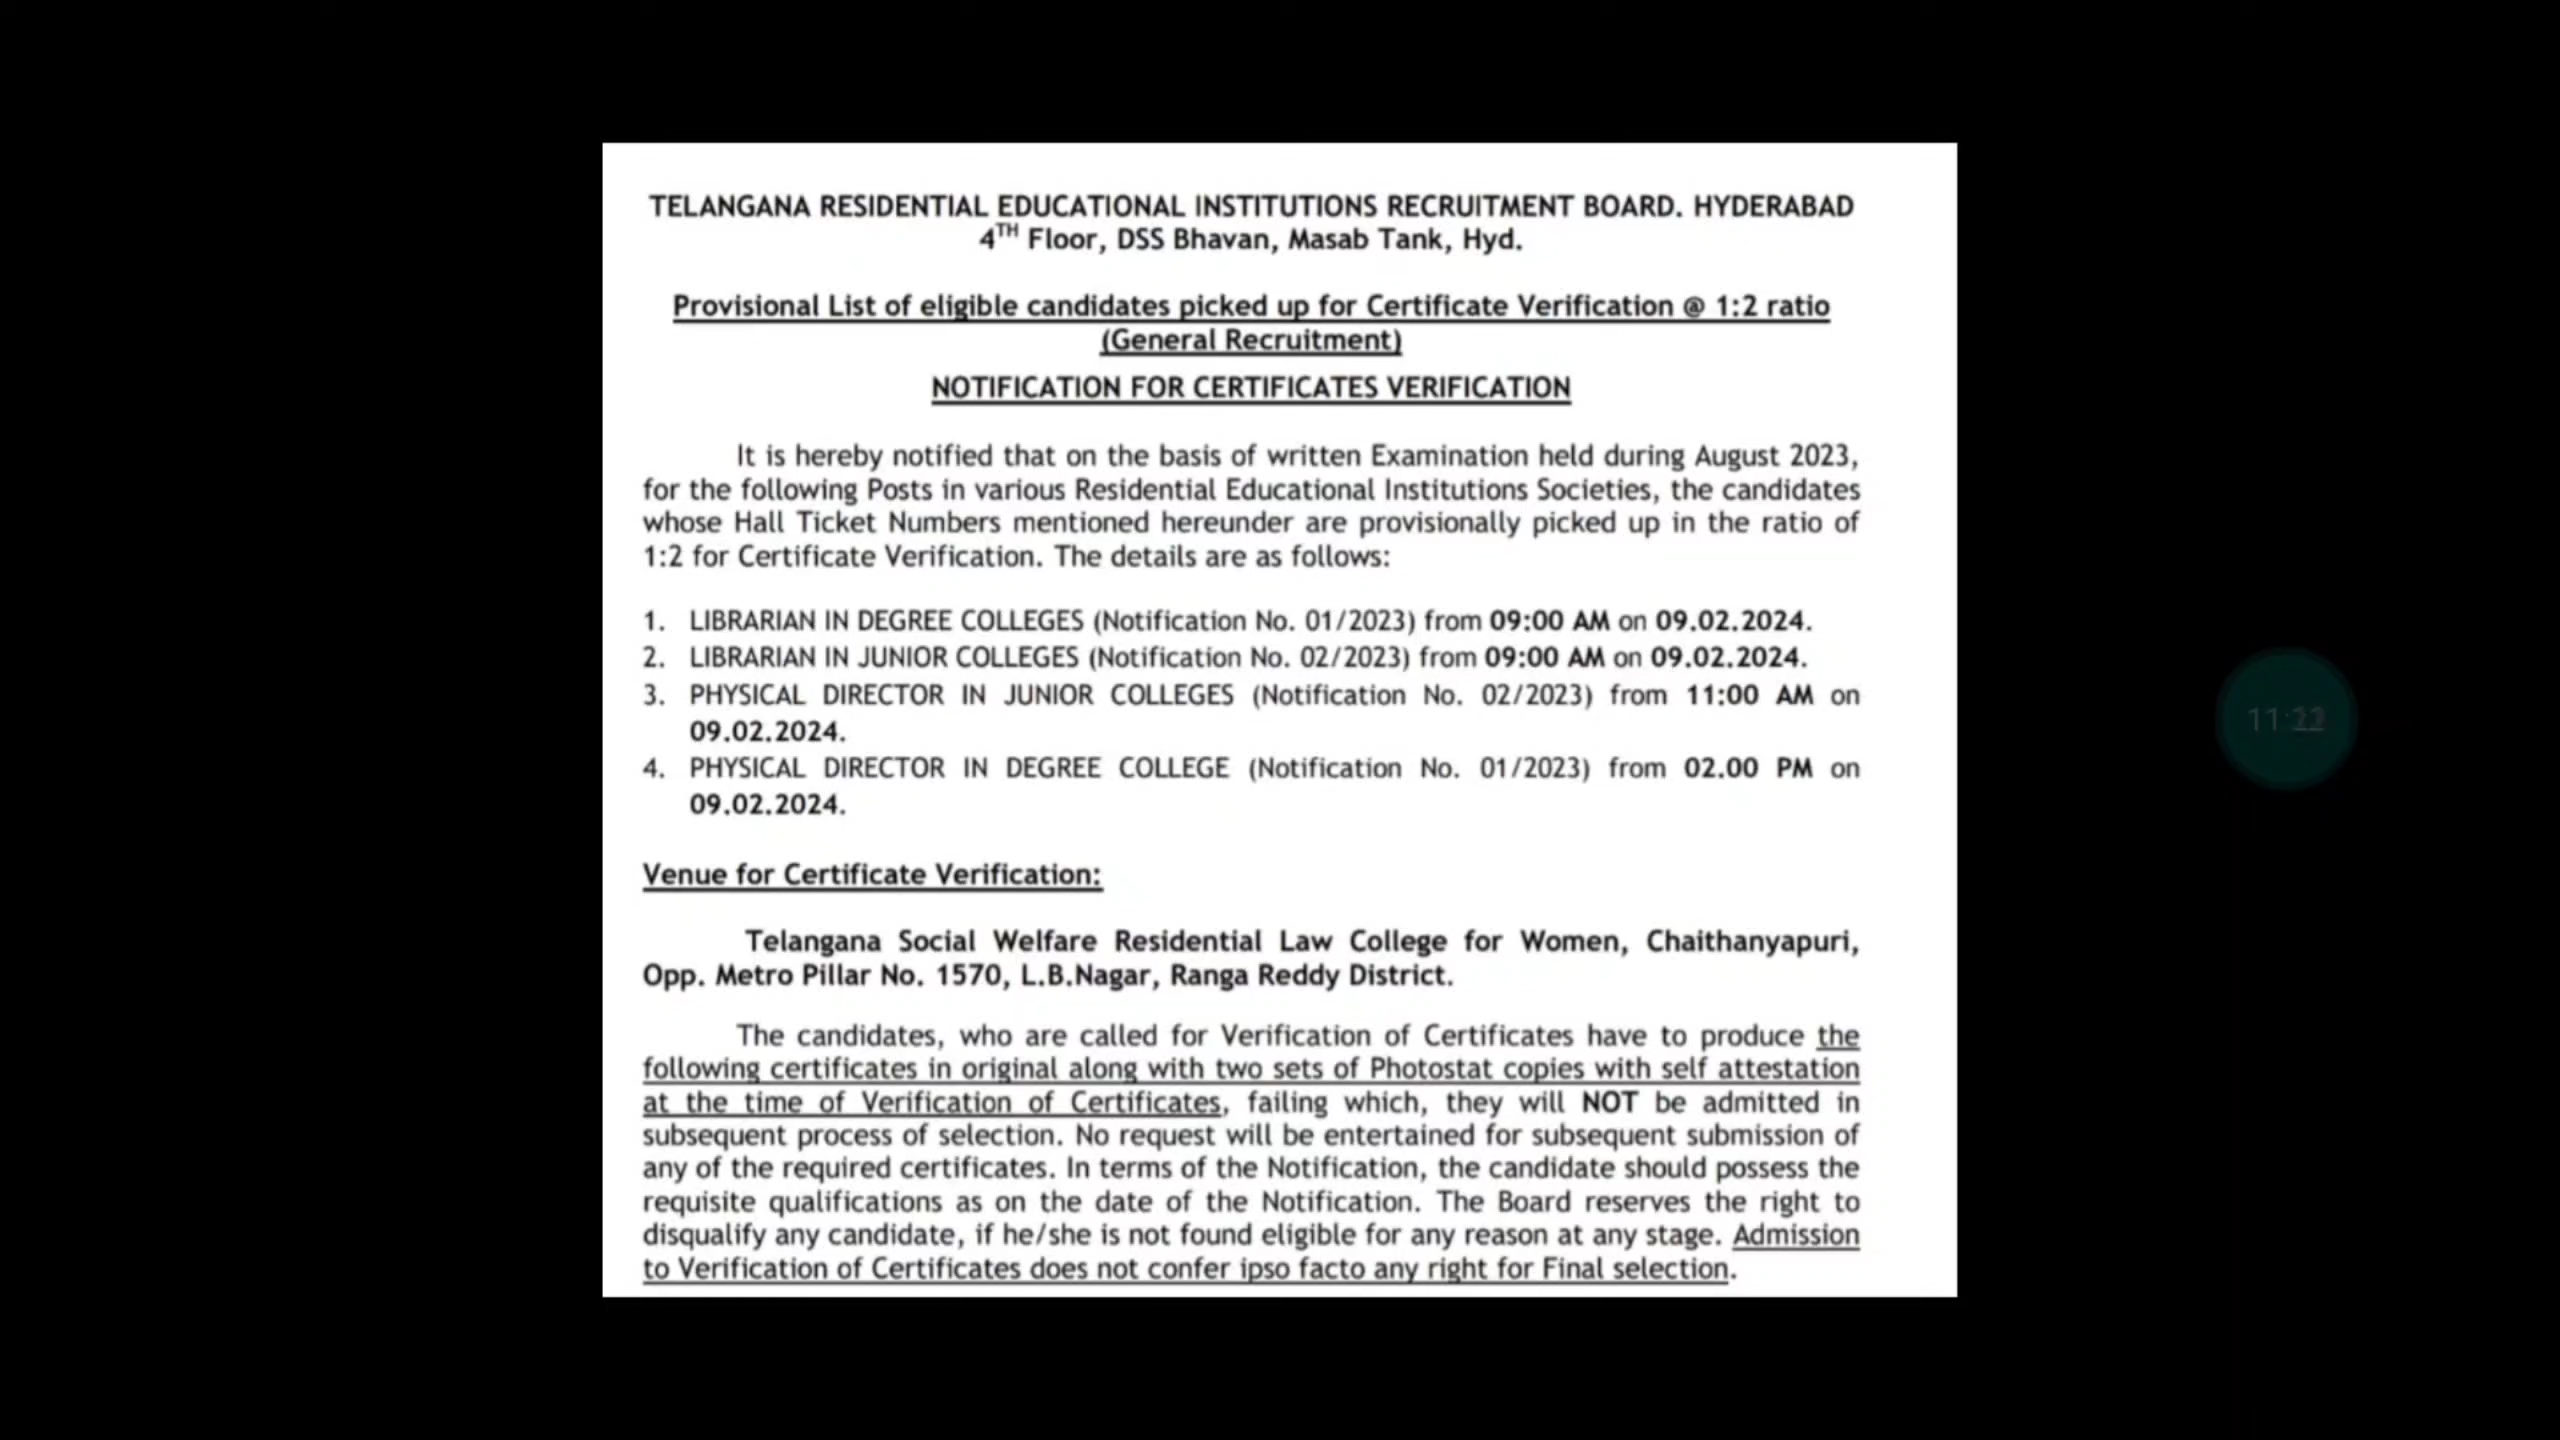 TELANGANA RESIDENTIAL EDUCATIONAL INSTITUTIONS RECRUITMENT BOARD. HYDERABAD
4TH Floor, DSS Bhavan, Masab Tank, Hyd.
Provisional List of eligible candidates picked up for Certificate Verification @ 1:2 ratio
(General Recruitment)
NOTIFICATION FOR CERTIFICATES VERIFICATION
It is hereby notified that on the basis of written Examination held during August 2023,
for the following Posts in various Residential Educational Institutions Societies, the candidates
whose Hall Ticket Numbers mentioned hereunder are provisionally picked up in the ratio of
1:2 for Certificate Verification. The details are as follows:
1. LIBRARIAN IN DEGREE COLLEGES (Notification No. 01/2023) from 09:00 AM on 09.02.2024.
2. LIBRARIAN IN JUNIOR COLLEGES (Notification No. 02/2023) from 09:00 AM on 09.02.2024.
3. PHYSICAL DIRECTOR IN JUNIOR COLLEGES (Notification No. 02/2023) from 11:00 AM on
09.02.2024.
4. PHYSICAL DIRECTOR IN DEGREE COLLEGE (Notification No. 01/2023) from 02.00 PM on
09.02.2024.
Venue for Certificate Verification:
Telangana Social Welfare Residential Law College for Women, Chaithanyapuri,
Opp. Metro Pillar No. 1570, L.B.Nagar, Ranga Reddy District.
The candidates, who are called for Verification of Certificates have to produce the
following certificates in original along with two sets of Photostat copies with self attestation
at the time of Verification of Certificates, failing which, they will NOT be admitted in
subsequent process of selection. No request will be entertained for subsequent submission of
any of the required certificates. In terms of the Notification, the candidate should possess the
requisite qualifications as on the date of the Notification. The Board reserves the right to
disqualify any candidate, if he/she is not found eligible for any reason at any stage. Admission
to Verification of Certificates does not confer ipso facto any right for Final selection.